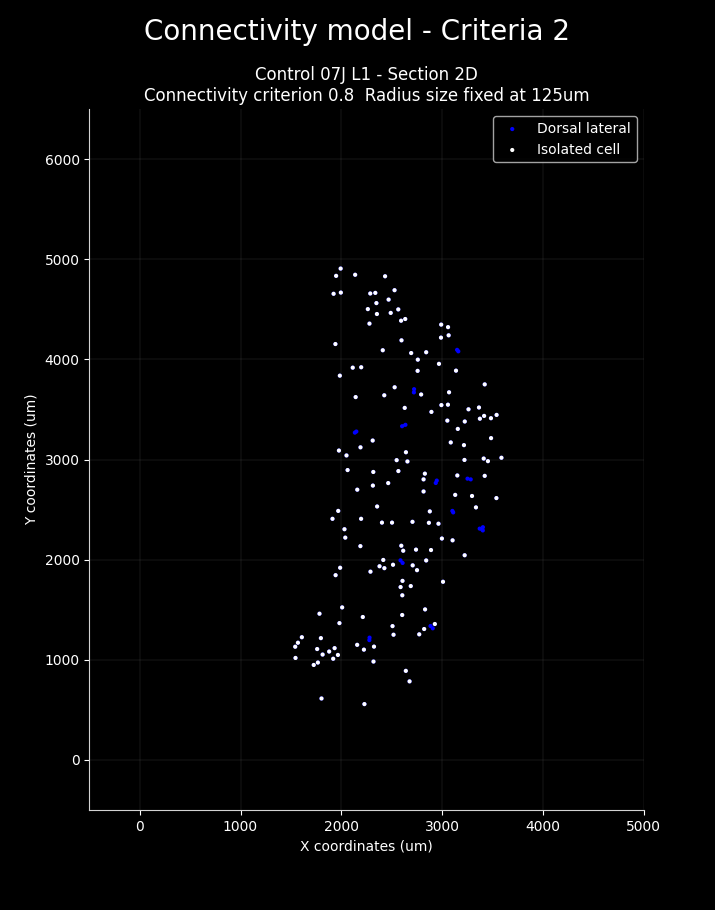 Connectivity model - Criteria 2
Control 07J L1 - Section 2D
Connectivity criterion 0.8  Radius size fixed at 125um
Dorsal lateral
Isolated cell
6000
5000
4000
3000
2000
1000
0
Y coordinates (um)
0 1000 2000 3000 4000 5000
X coordinates (um)